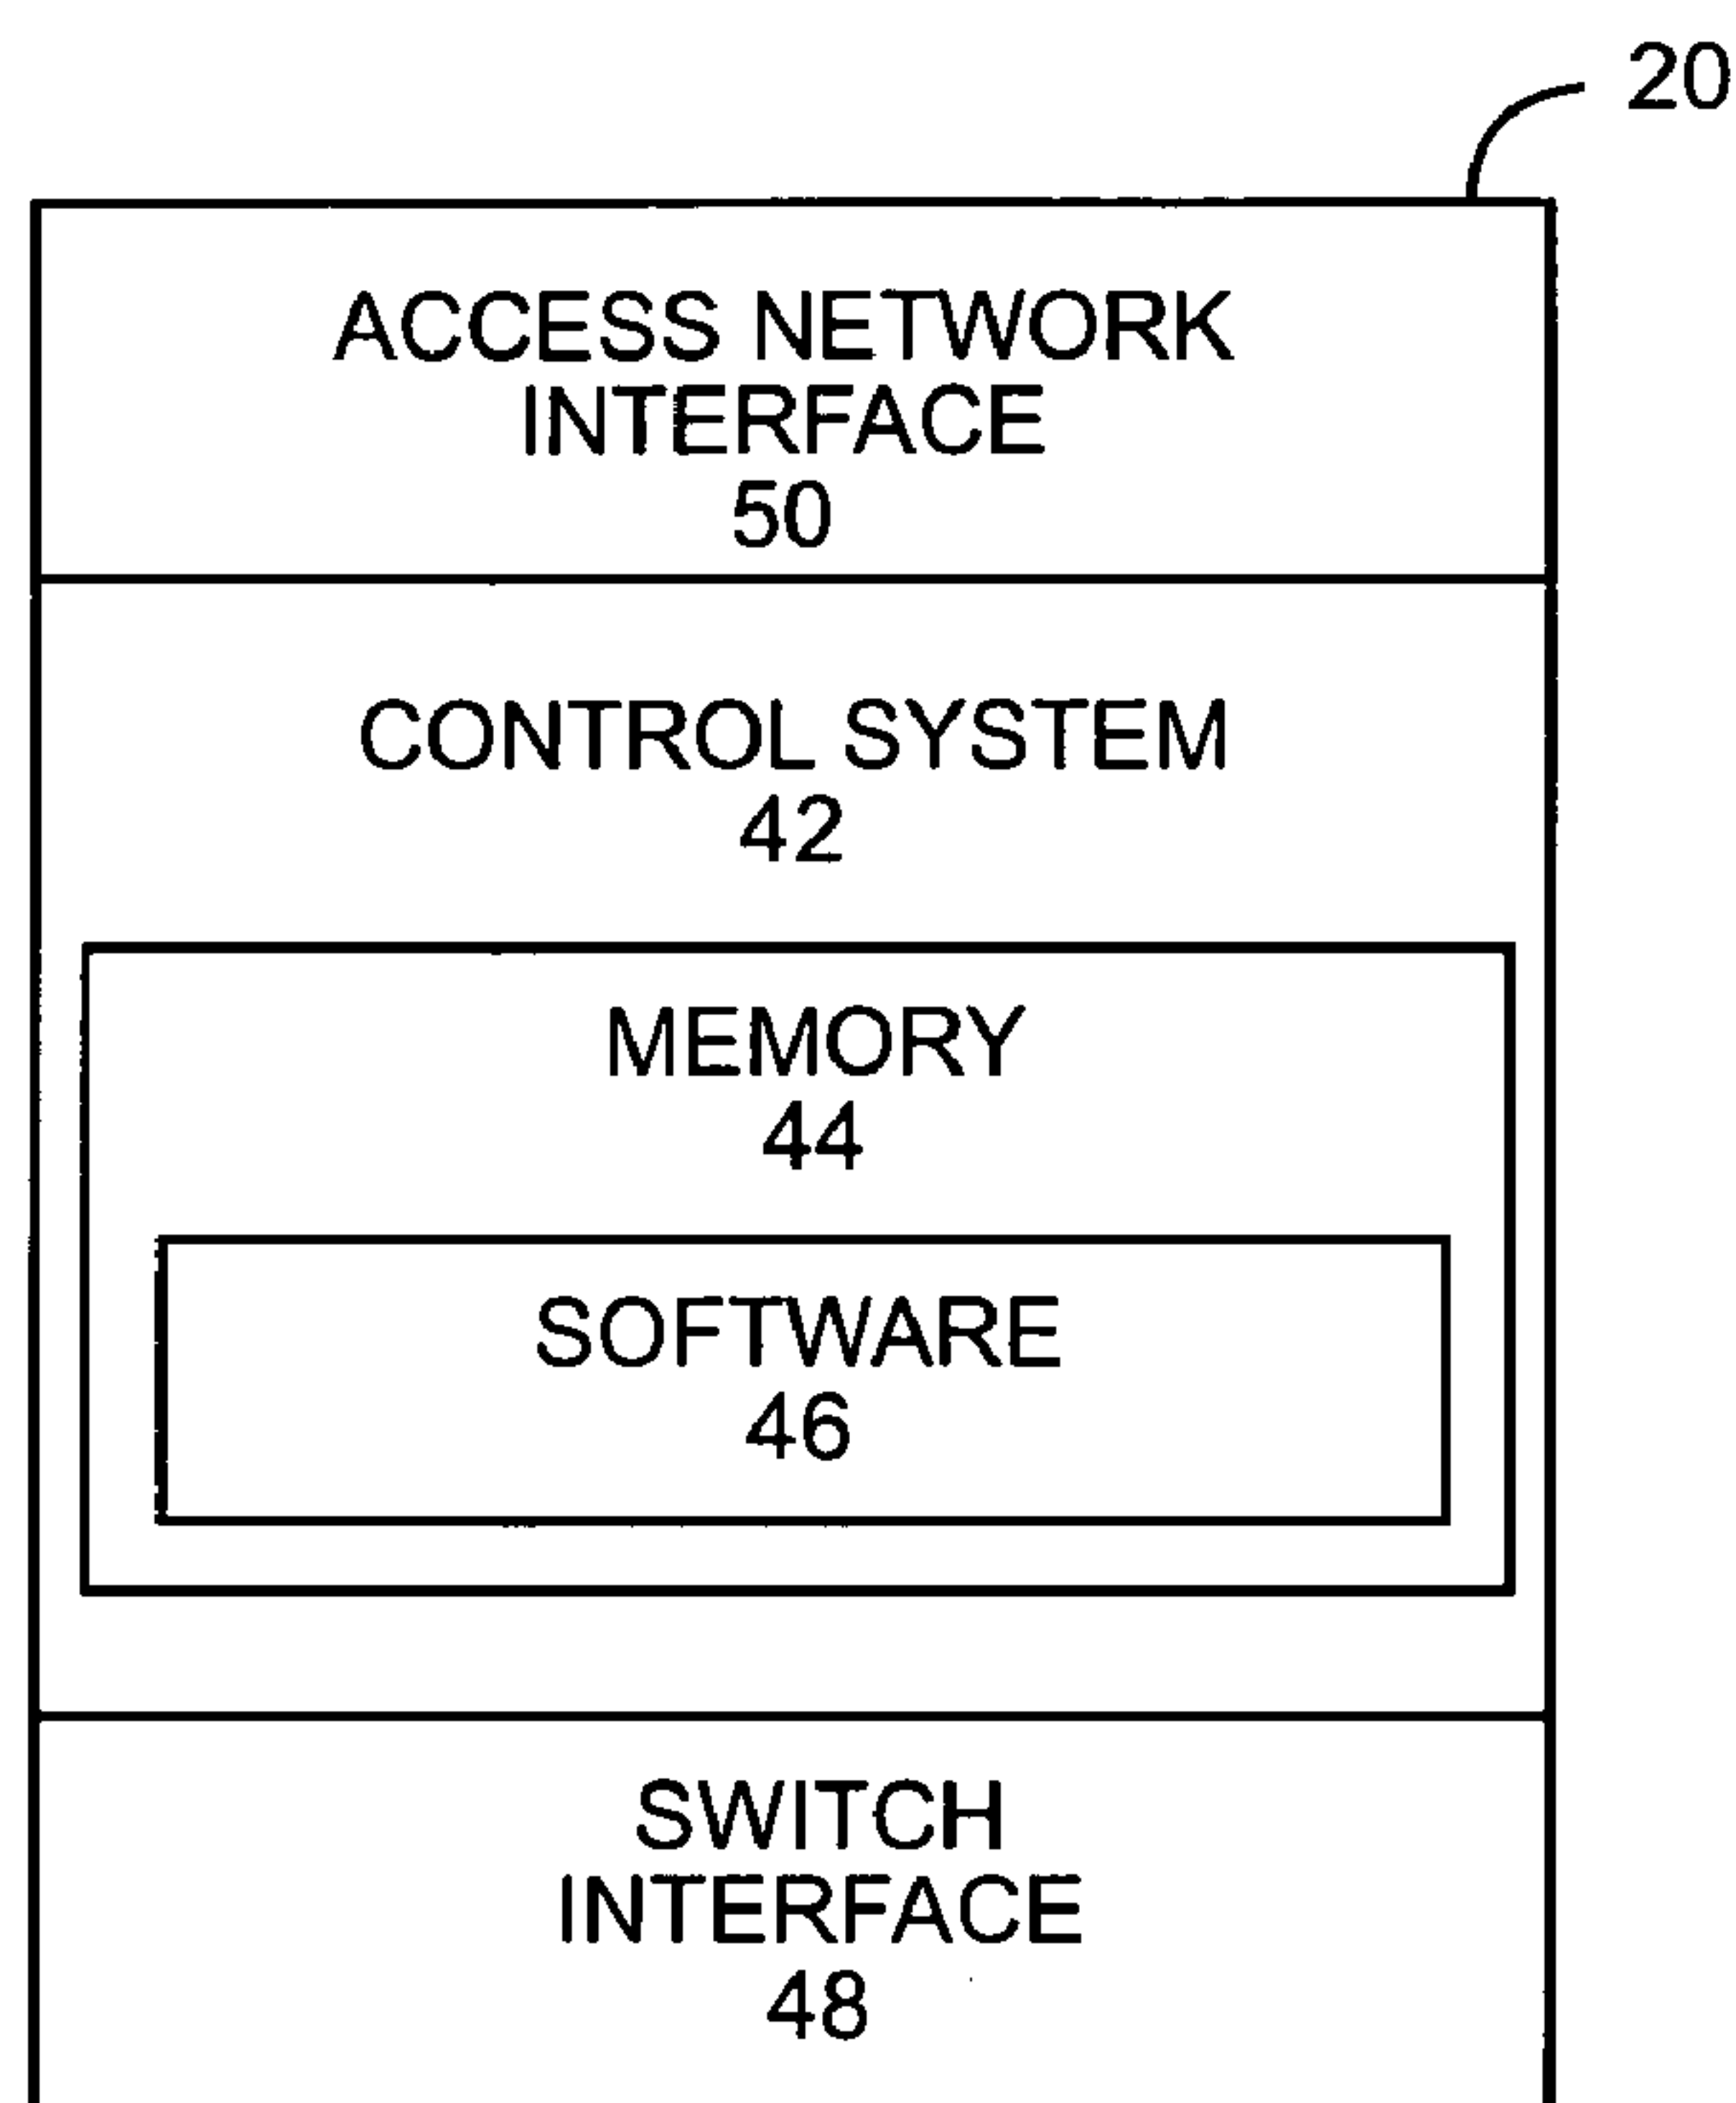 20
ACCESS NETWORK
INTERFACE
50
CONTROL SYSTEM
42
MEMORY
44
SOFTWARE
46
SWITCH
INTERFACE
48